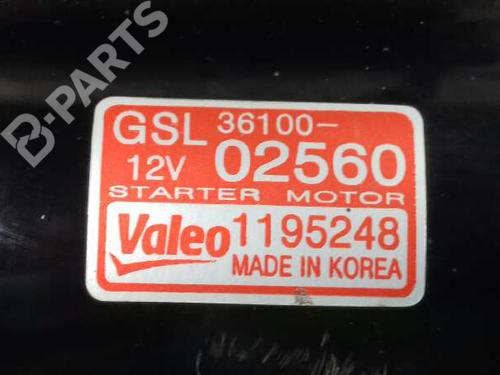 B-PARTS
GSL 36100-
12V 02560
STARTER MOTOR
Valeo 1195248
MADE IN KOREA